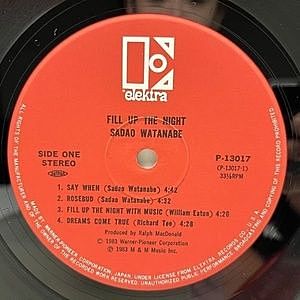 elektra
FILL UP THE NIGHT
SADAO WATANABE
SIDE ONE
STEREO
P-13017
(P-13017-1)
33⅓RPM
1. SAY WHEN (Sadao Watanabe) 4:42
2. ROSEBUD (Sadao Watanabe) 4:32
3. FILL UP THE NIGHT WITH MUSIC (William Eaton) 4:26
4. DREAMS COME TRUE (Richard Tee) 4:20
Produced by Ralph MacDonald
℗1983 Warner-Pioneer Corporation
©1983 M & M Music Inc.